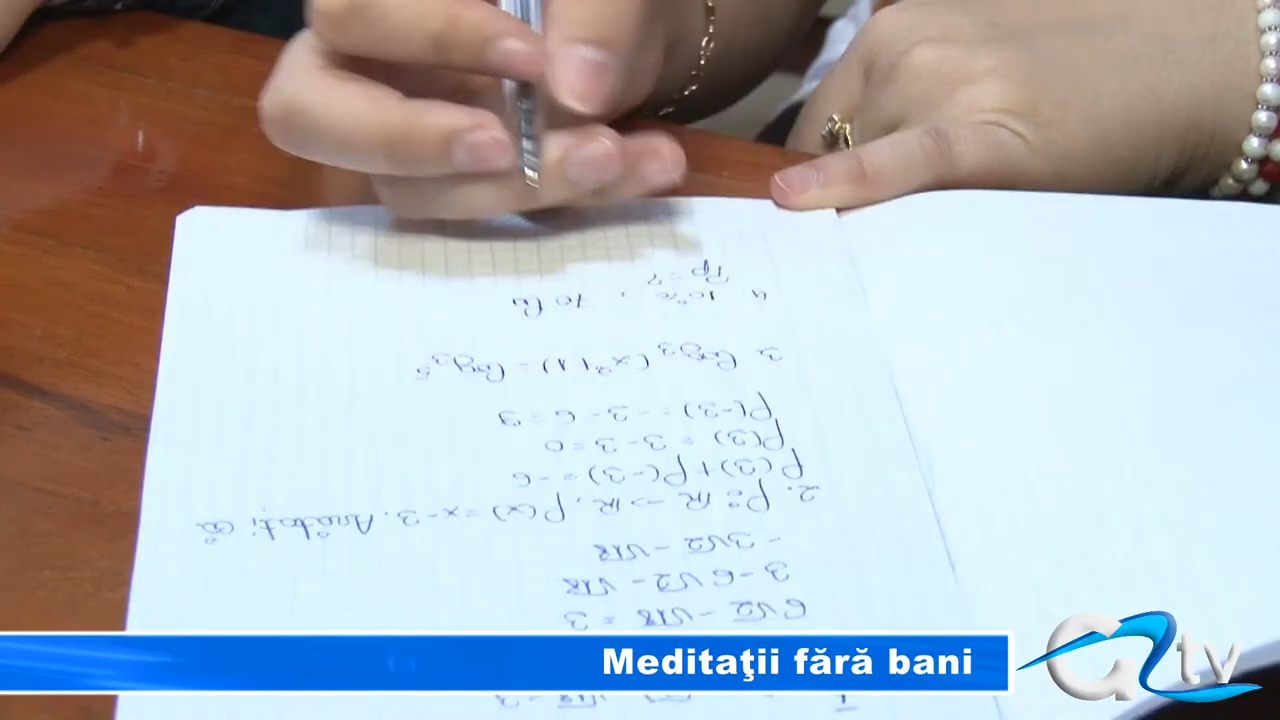 6√2 - √18 = 3
3 - 6√2 - √18
- 3√2 - √18
2. f: R → R, f(x) = x-3. Arătați că
f(3) + f(-3) = -6
f(3) = 3-3 = 0
f(-3) = -3 - 6 = 9
3. log₃(x²+1) = log₃5
4. 10% , 70 lei
Meditaţii fără bani
tv